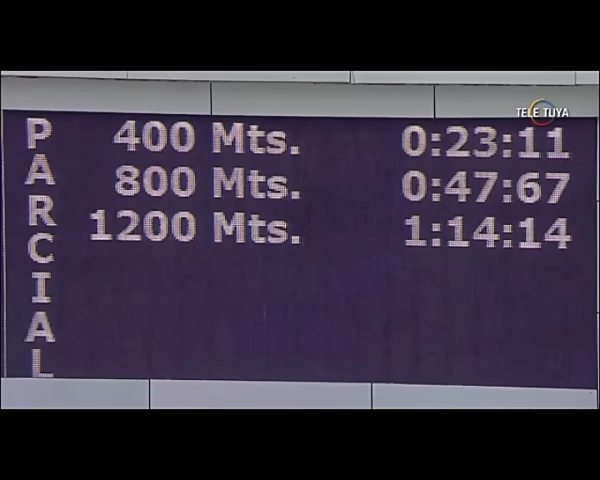 TELE TUYA
PARCIAL
400 Mts. 0:23:11
800 Mts. 0:47:67
1200 Mts. 1:14:14